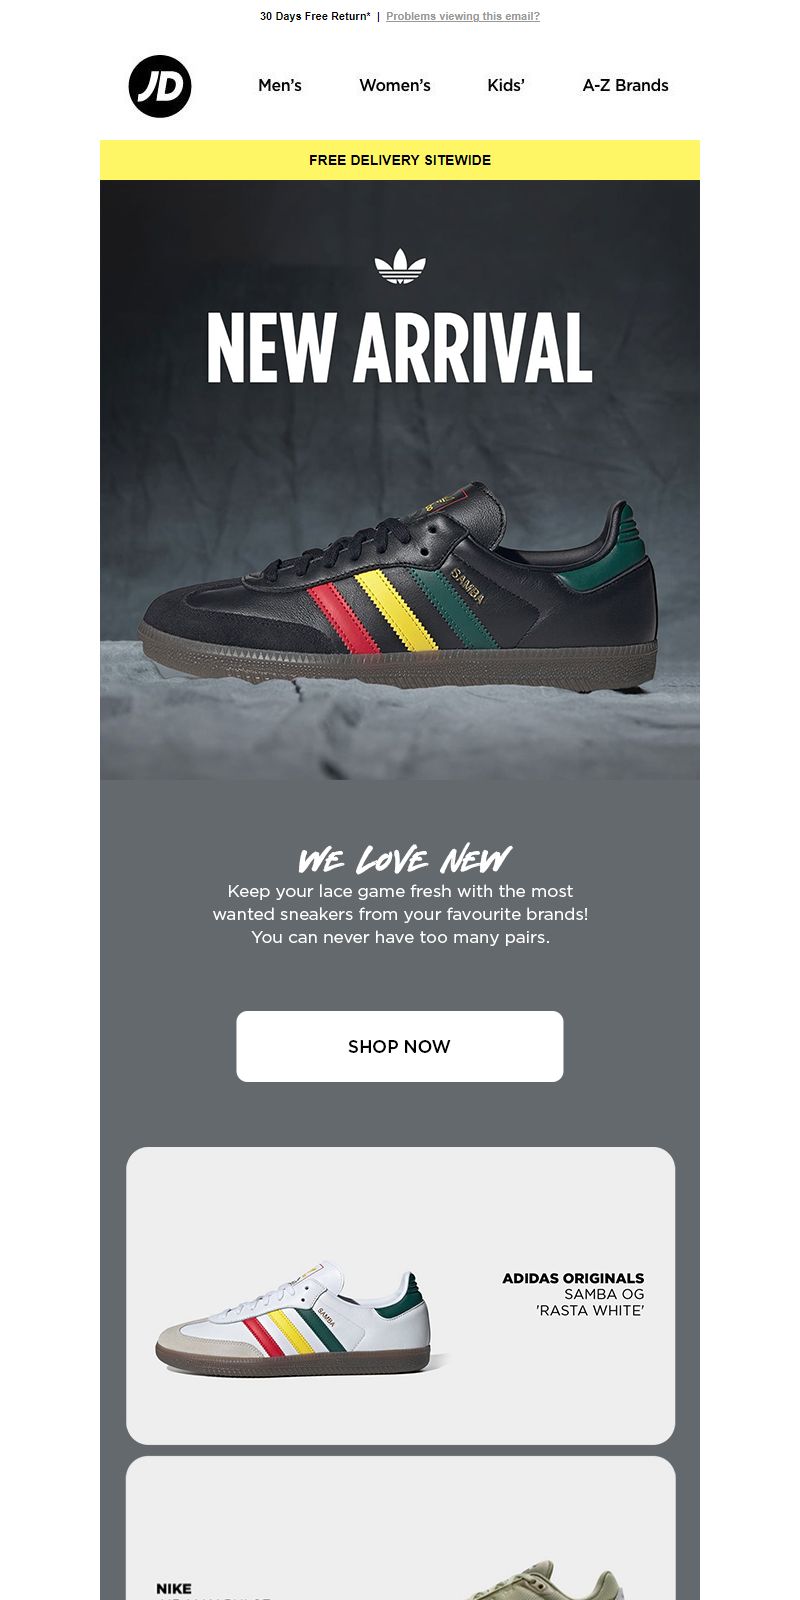 30 Days Free Return* | Problems viewing this email?
JD
Men’s Women’s Kids’ A-Z Brands
FREE DELIVERY SITEWIDE
NEW ARRIVAL
SAMBA
WE LOVE NEW
Keep your lace game fresh with the most
wanted sneakers from your favourite brands!
You can never have too many pairs.
SHOP NOW
SAMBA
ADIDAS ORIGINALS
SAMBA OG
'RASTA WHITE'
NIKE